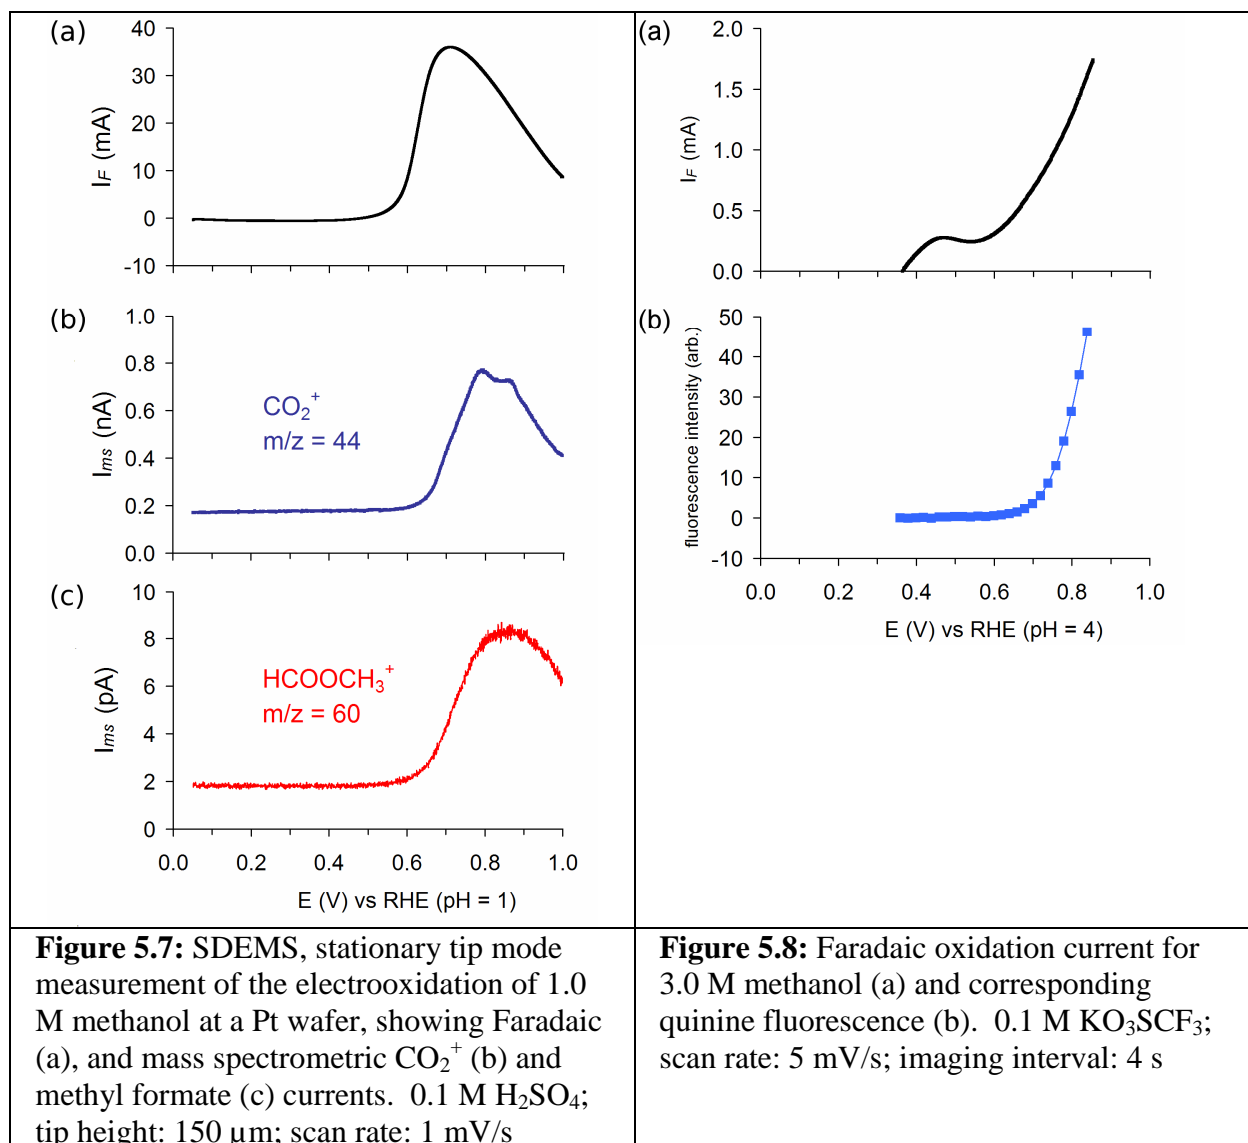 (a)
40
30
20
10
0
-10
I_F (mA)
(b)
1.0
0.8
0.6
0.4
0.2
0.0
I_ms (nA)
CO₂⁺
m/z = 44
(c)
10
8
6
4
2
0
I_ms (pA)
HCOOCH₃⁺
m/z = 60
0.0 0.2 0.4 0.6 0.8 1.0
E (V) vs RHE (pH = 1)
Figure 5.7: SDEMS, stationary tip mode
measurement of the electrooxidation of 1.0
M methanol at a Pt wafer, showing Faradaic
(a), and mass spectrometric CO₂⁺ (b) and
methyl formate (c) currents. 0.1 M H₂SO₄;
tip height: 150 µm; scan rate: 1 mV/s
(a)
2.0
1.5
1.0
0.5
0.0
I_F (mA)
(b)
50
40
30
20
10
0
-10
fluorescence intensity (arb.)
0.0 0.2 0.4 0.6 0.8 1.0
E (V) vs RHE (pH = 4)
Figure 5.8: Faradaic oxidation current for
3.0 M methanol (a) and corresponding
quinine fluorescence (b). 0.1 M KO₃SCF₃;
scan rate: 5 mV/s; imaging interval: 4 s